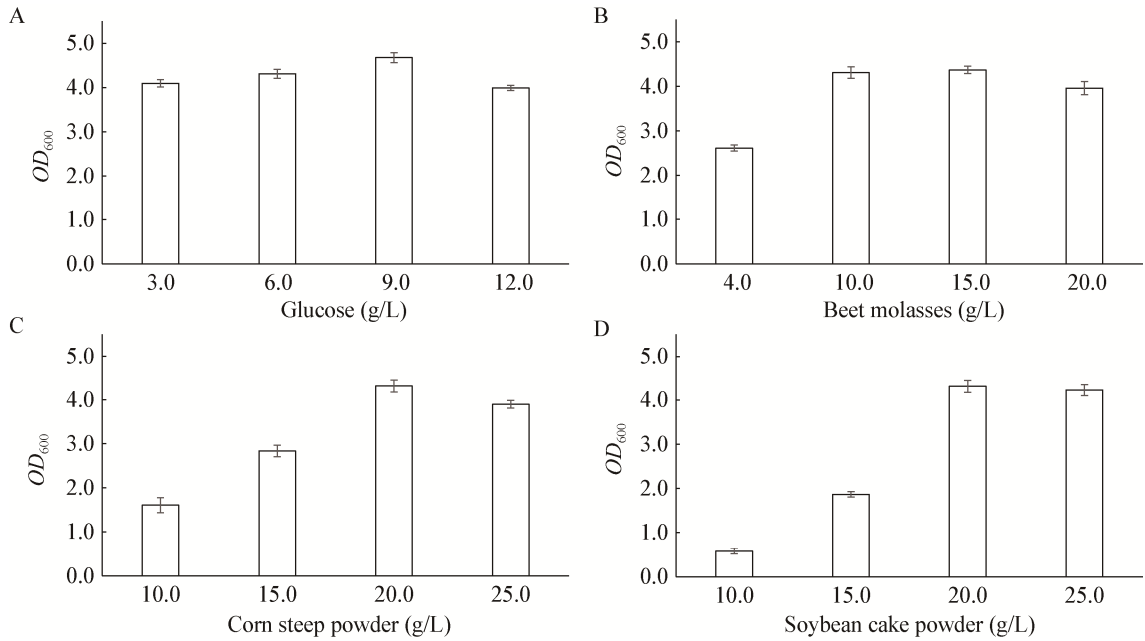 A
5.0
4.0
3.0
2.0
1.0
0.0
OD600
3.0 6.0 9.0 12.0
Glucose (g/L)
B
5.0
4.0
3.0
2.0
1.0
0.0
OD600
4.0 10.0 15.0 20.0
Beet molasses (g/L)
C
5.0
4.0
3.0
2.0
1.0
0.0
OD600
10.0 15.0 20.0 25.0
Corn steep powder (g/L)
D
5.0
4.0
3.0
2.0
1.0
0.0
OD600
10.0 15.0 20.0 25.0
Soybean cake powder (g/L)